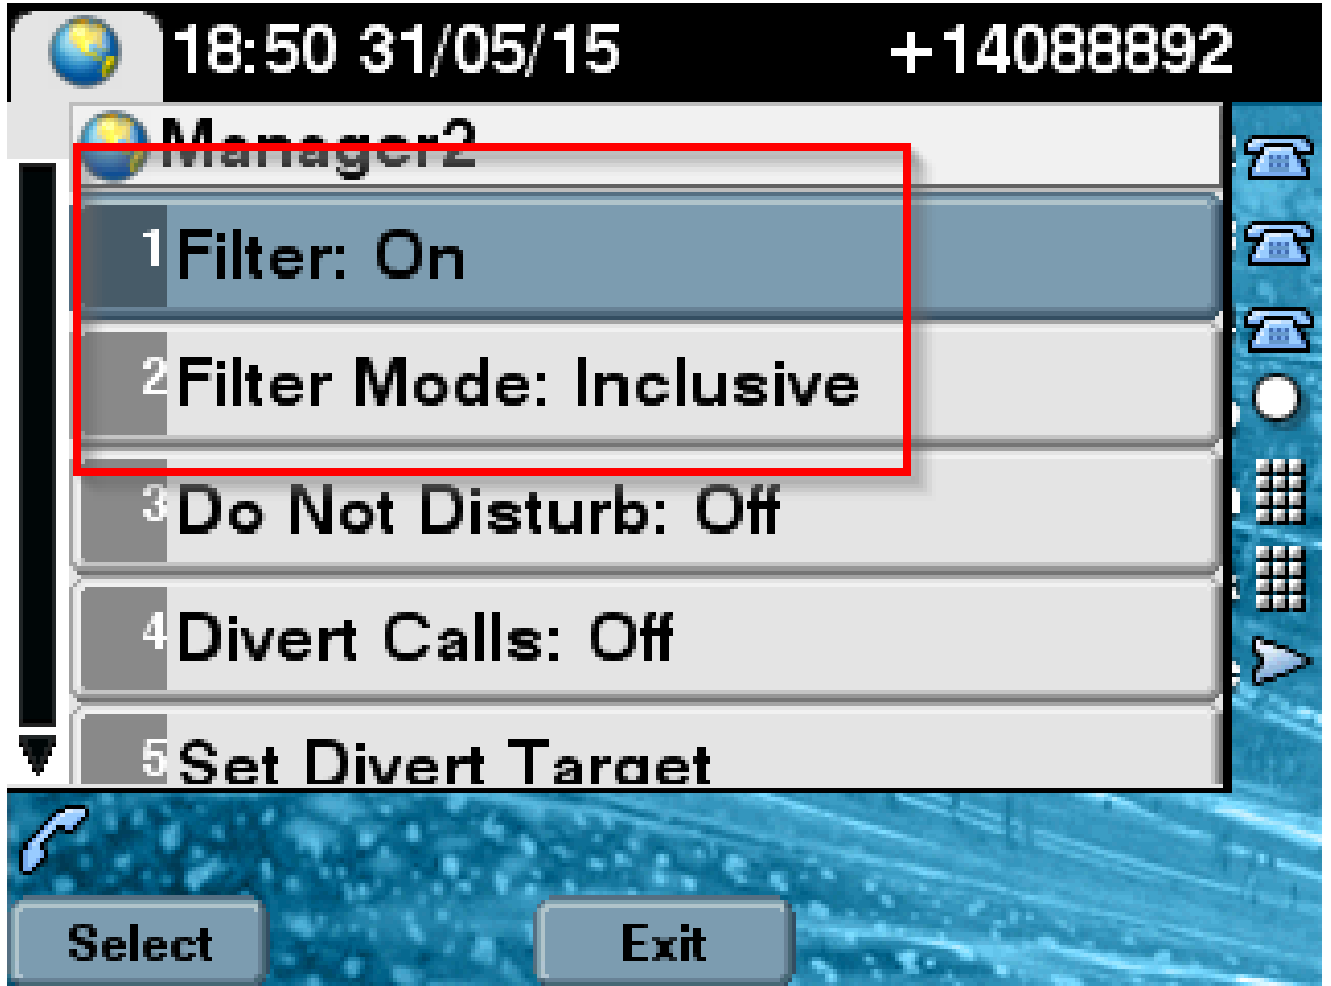 18:50 31/05/15 +14088892
Manager2
1 Filter: On
2 Filter Mode: Inclusive
3 Do Not Disturb: Off
4 Divert Calls: Off
5 Set Divert Target
Select Exit